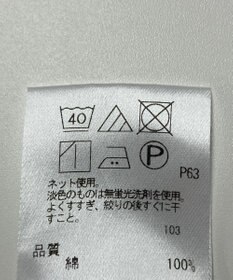 40
P
P63
ネット使用。
淡色のものは無蛍光洗剤を使用。
よくすすぎ、絞りの後すぐに干
すこと。
103
品質
綿 100%